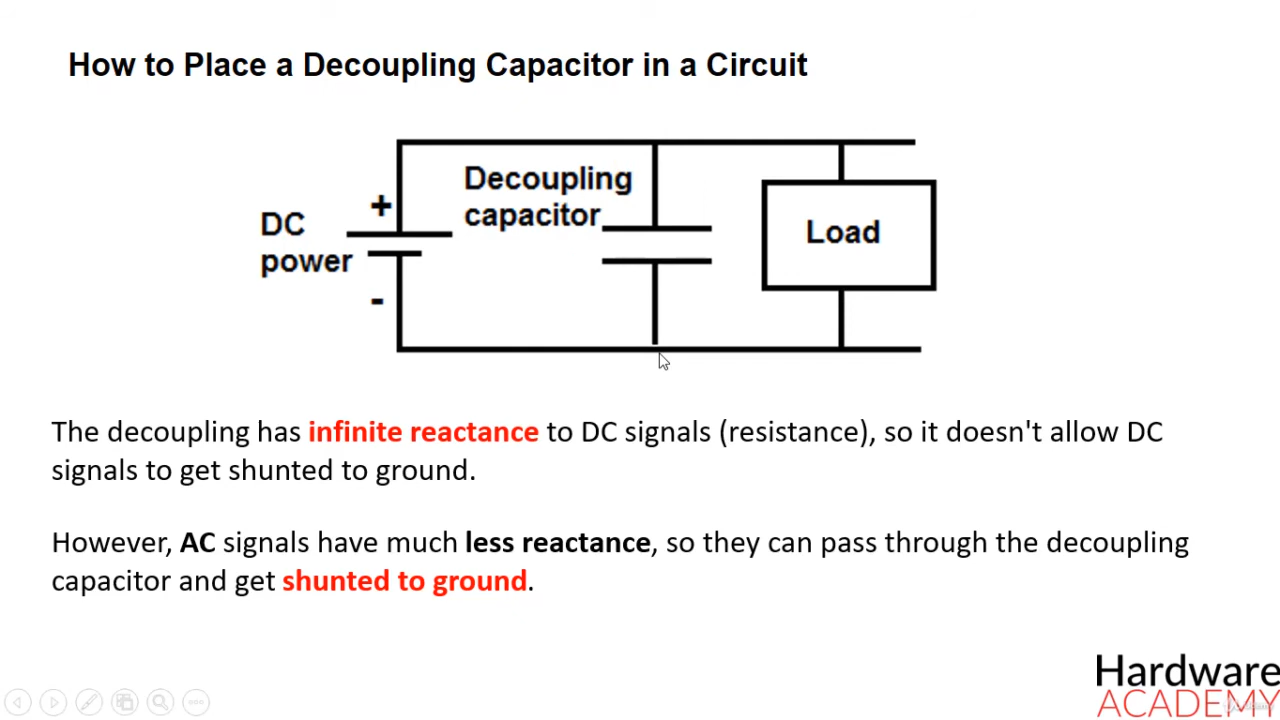 How to Place a Decoupling Capacitor in a Circuit
Decoupling
capacitor
+
DC
power
-
Load
The decoupling has infinite reactance to DC signals (resistance), so it doesn't allow DC
signals to get shunted to ground.
However, AC signals have much less reactance, so they can pass through the decoupling
capacitor and get shunted to ground.
Hardware
ACADEMY